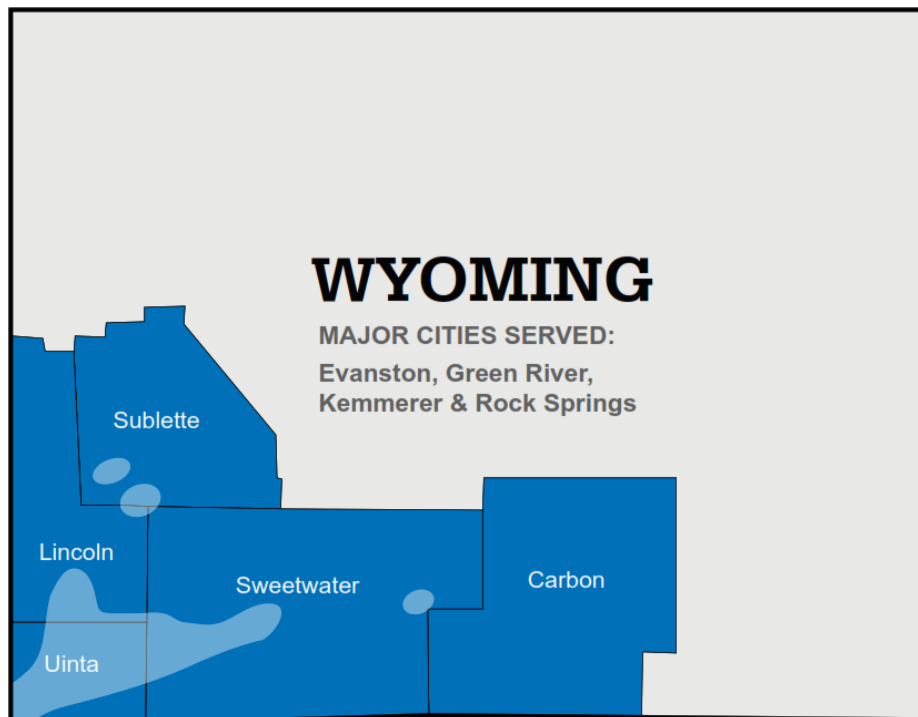 WYOMING
MAJOR CITIES SERVED:
Evanston, Green River,
Kemmerer & Rock Springs
Sublette
Lincoln
Sweetwater
Carbon
Uinta